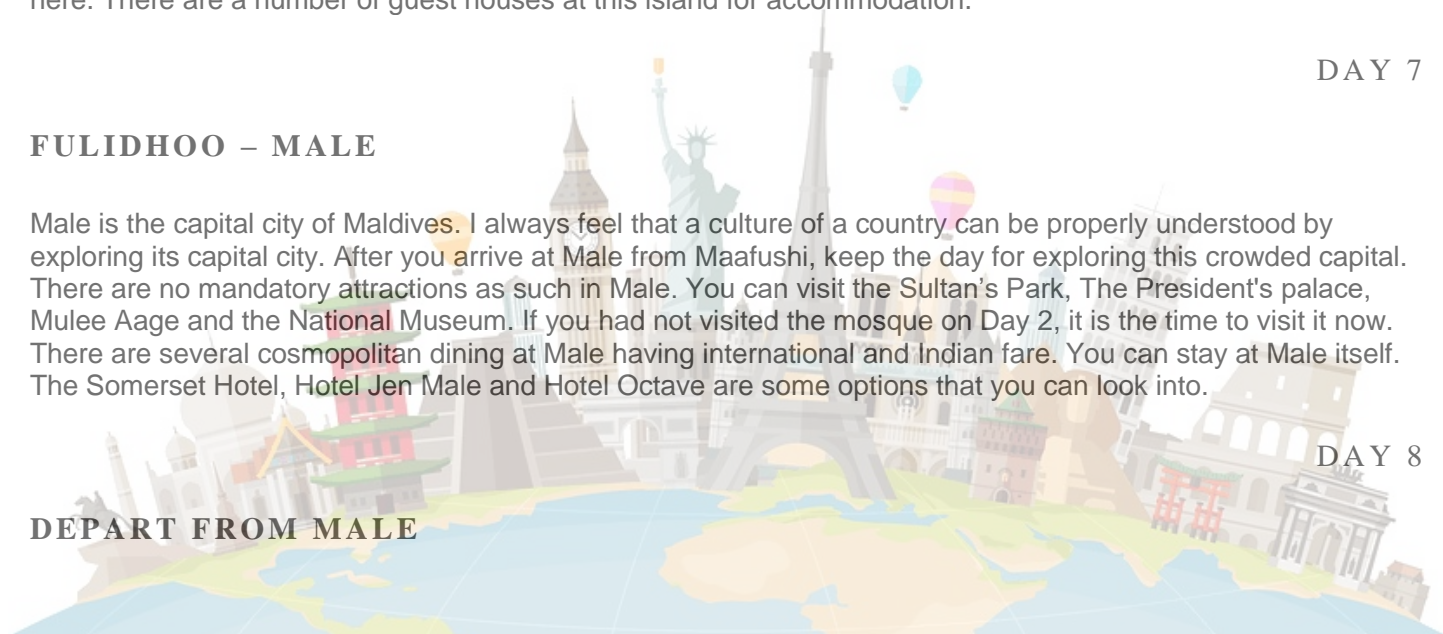 here. There are a number of guest houses at this island for accommodation.
DAY 7
FULIDHOO – MALE
Male is the capital city of Maldives. I always feel that a culture of a country can be properly understood by
exploring its capital city. After you arrive at Male from Maafushi, keep the day for exploring this crowded capital.
There are no mandatory attractions as such in Male. You can visit the Sultan’s Park, The President's palace,
Mulee Aage and the National Museum. If you had not visited the mosque on Day 2, it is the time to visit it now.
There are several cosmopolitan dining at Male having international and Indian fare. You can stay at Male itself.
The Somerset Hotel, Hotel Jen Male and Hotel Octave are some options that you can look into.
DAY 8
DEPART FROM MALE